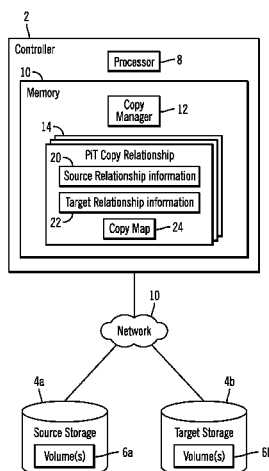 2
Controller
Processor
8
10
Memory
Copy
Manager
12
14
PiT Copy Relationship
20
Source Relationship information
Target Relationship information
22
Copy Map
24
10
Network
4a
4b
Source Storage
Target Storage
Volume(s)
6a
Volume(s)